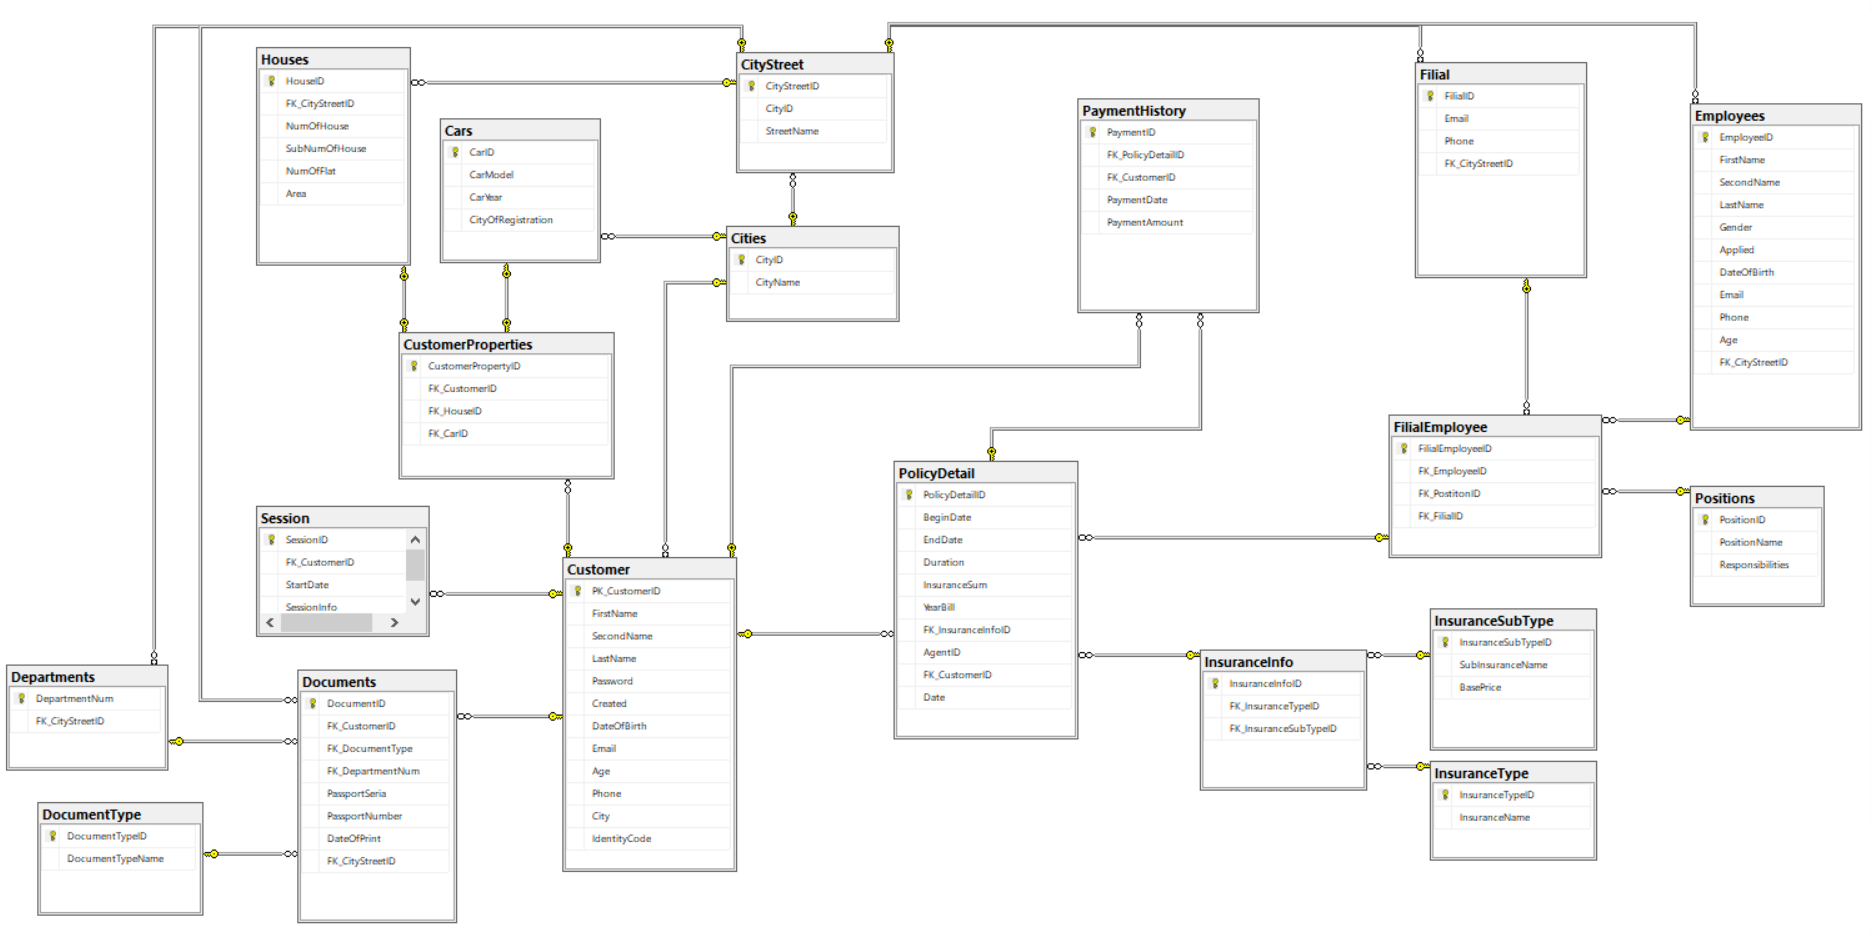 Houses
HouseID
FK_CityStreetID
NumOfHouse
SubNumOfHouse
NumOfFlat
Area
Cars
CarID
CarModel
CarYear
CityOfRegistration
CityStreet
CityStreetID
CityID
StreetName
Cities
CityID
CityName
PaymentHistory
PaymentID
FK_PolicyDetailID
FK_CustomerID
PaymentDate
PaymentAmount
Filial
FilialID
Email
Phone
FK_CityStreetID
Employees
EmployeeID
FirstName
SecondName
LastName
Gender
Applied
DateOfBirth
Email
Phone
Age
FK_CityStreetID
CustomerProperties
CustomerPropertyID
FK_CustomerID
FK_HouseID
FK_CarID
FilialEmployee
FilialEmployeeID
FK_EmployeeID
FK_PostitonID
FK_FilialID
Positions
PositionID
PositionName
Responsibilities
Session
SessionID
FK_CustomerID
StartDate
SessionInfo
Customer
PK_CustomerID
FirstName
SecondName
LastName
Password
Created
DateOfBirth
Email
Age
Phone
City
IdentityCode
PolicyDetail
PolicyDetailID
BeginDate
EndDate
Duration
InsuranceSum
YearBill
FK_InsuranceInfoID
AgentID
FK_CustomerID
Date
InsuranceInfo
InsuranceInfoID
FK_InsuranceTypeID
FK_InsuranceSubTypeID
InsuranceSubType
InsuranceSubTypeID
SubInsuranceName
BasePrice
InsuranceType
InsuranceTypeID
InsuranceName
Departments
DepartmentNum
FK_CityStreetID
Documents
DocumentID
FK_CustomerID
FK_DocumentType
FK_DepartmentNum
PassportSeria
PassportNumber
DateOfPrint
FK_CityStreetID
DocumentType
DocumentTypeID
DocumentTypeName